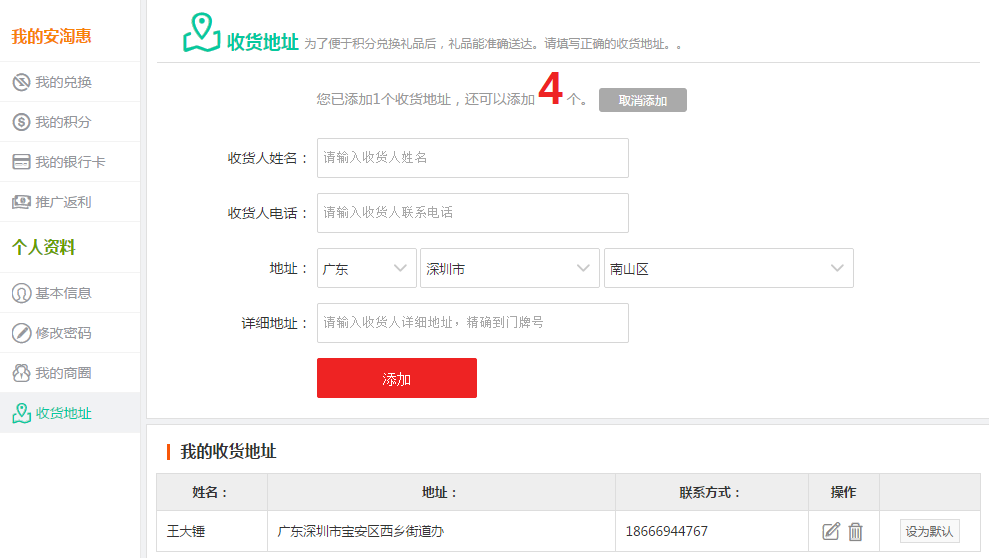 我的安淘惠
我的兑换
我的积分
我的银行卡
推广返利
个人资料
基本信息
修改密码
我的商圈
收货地址
收货地址 为了便于积分兑换礼品后，礼品能准确送达。请填写正确的收货地址。。
您已添加1个收货地址，还可以添加 4 个。 取消添加
收货人姓名： 请输入收货人姓名
收货人电话： 请输入收货人联系电话
地址： 广东 深圳市 南山区
详细地址： 请输入收货人详细地址，精确到门牌号
添加
我的收货地址
姓名： 地址： 联系方式： 操作
王大锤 广东深圳市宝安区西乡街道办 18666944767 设为默认